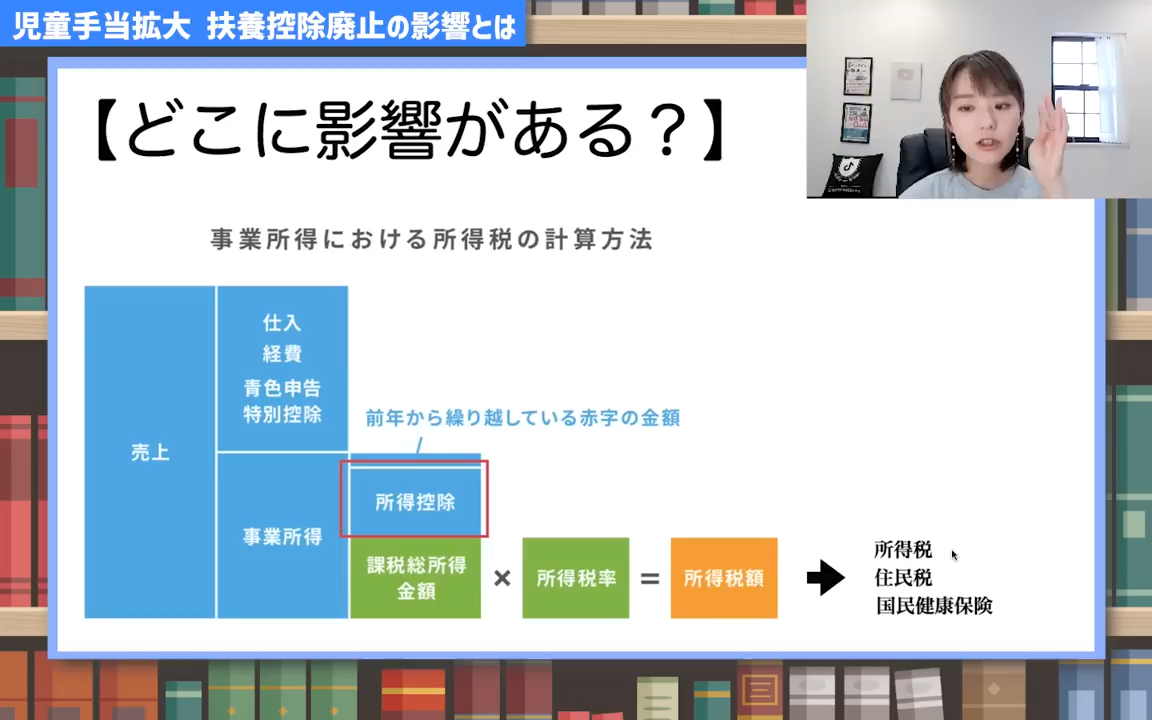 児童手当拡大 扶養控除廃止の影響とは
【どこに影響がある？】
事業所得における所得税の計算方法
仕入
経費
青色申告
特別控除
前年から繰り越している赤字の金額
売上
所得控除
事業所得
課税総所得
金額
×
所得税率
=
所得税額
所得税
住民税
国民健康保険